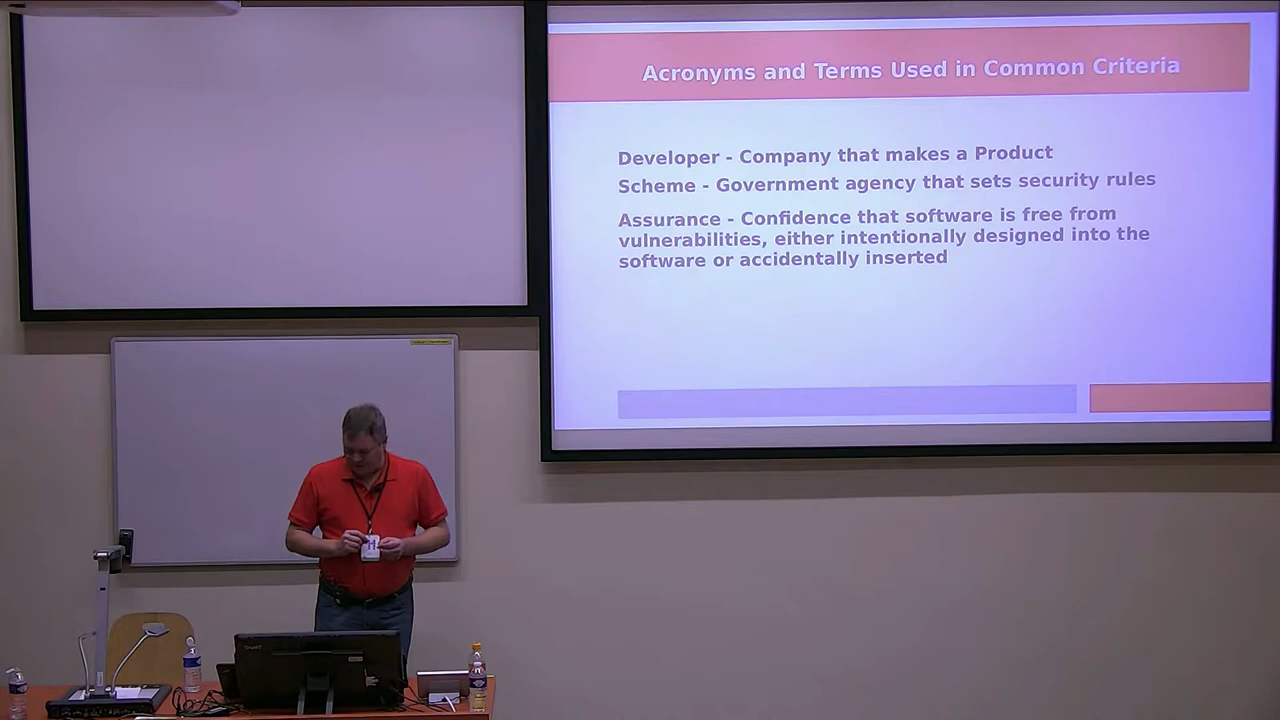 Acronyms and Terms Used in Common Criteria
Developer - Company that makes a Product
Scheme - Government agency that sets security rules
Assurance - Confidence that software is free from
vulnerabilities, either intentionally designed into the
software or accidentally inserted